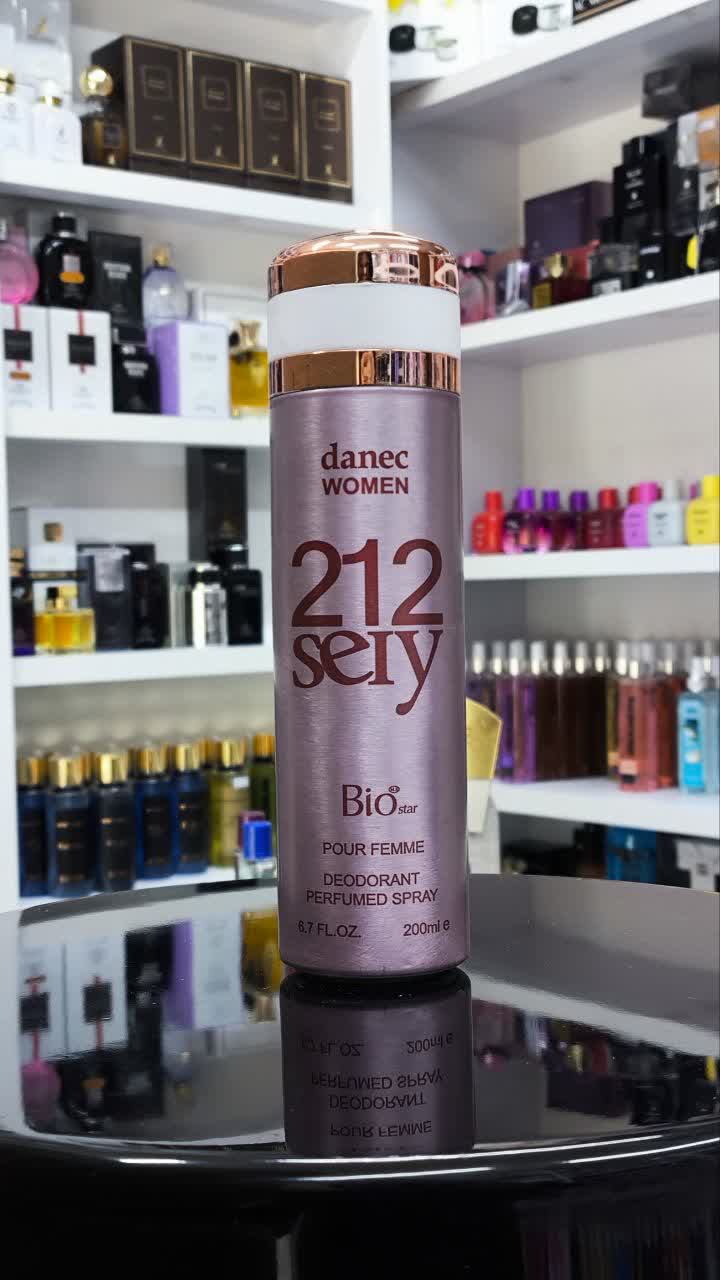 danec
WOMEN
212
sery
Bio star
POUR FEMME
DEODORANT
PERFUMED SPRAY
6.7 FL.OZ. 200ml e